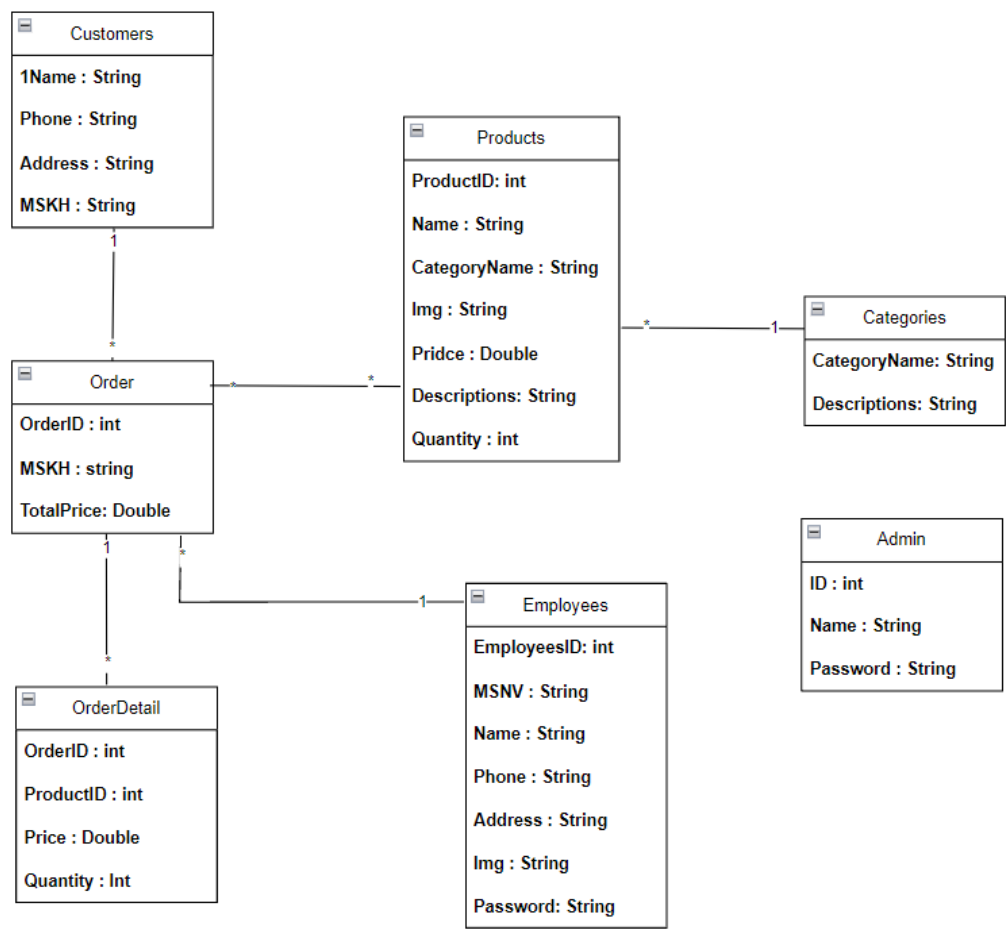 Customers
1Name : String
Phone : String
Address : String
MSKH : String
1
*
Order
OrderID : int
MSKH : string
TotalPrice: Double
*
*
Products
ProductID: int
Name : String
CategoryName : String
Img : String
Pridce : Double
Descriptions: String
Quantity : int
*
1
Categories
CategoryName: String
Descriptions: String
Admin
ID : int
Name : String
Password : String
1
*
*
1
Employees
EmployeesID: int
MSNV : String
Name : String
Phone : String
Address : String
Img : String
Password: String
OrderDetail
OrderID : int
ProductID : int
Price : Double
Quantity : Int